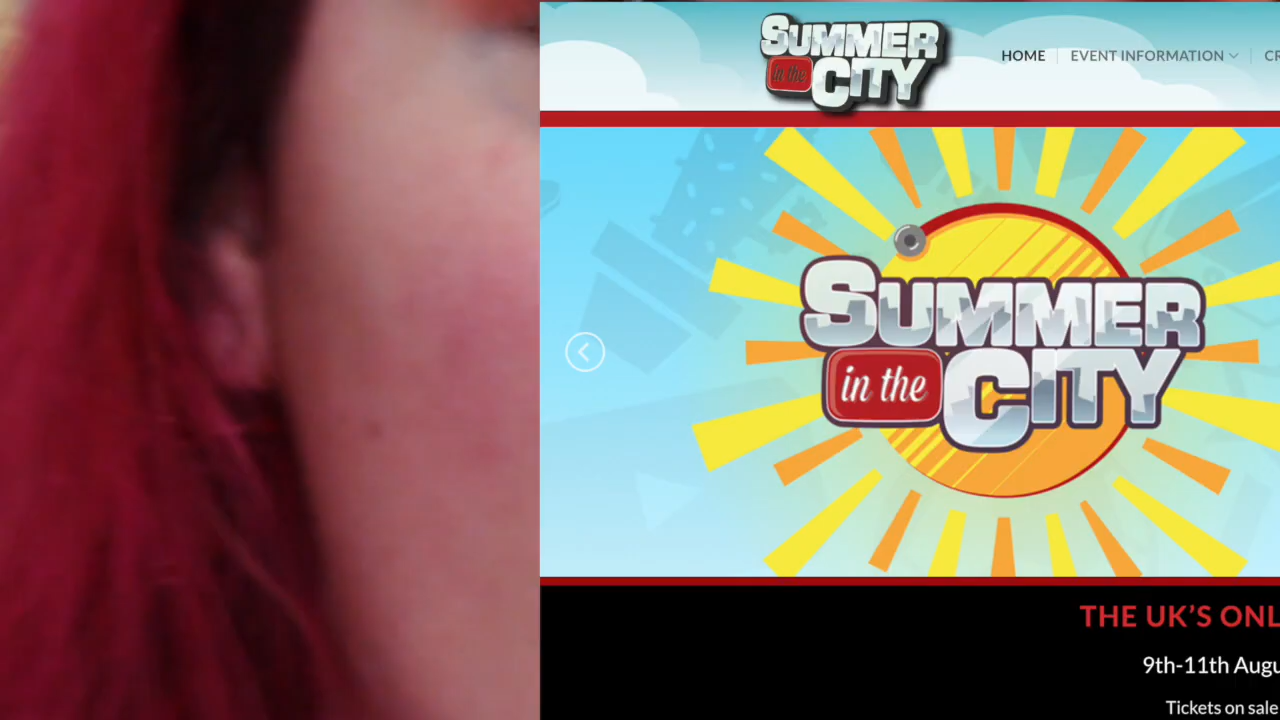 SUMMER
in the CITY
HOME
EVENT INFORMATION
CR
SUMMER
in the CITY
THE UK'S ONL
9th-11th Augu
Tickets on sale